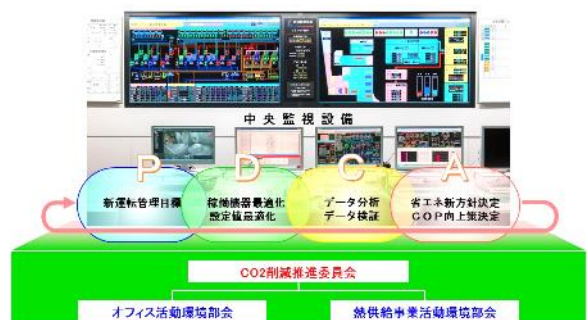 中央監視設備
P D C A
新運転管理目標
稼働機器最適化
設定値最適化
データ分析
データ検証
省エネ新方針決定
COP向上策決定
CO2削減推進委員会
オフィス活動環境部会
熱供給事業活動環境部会